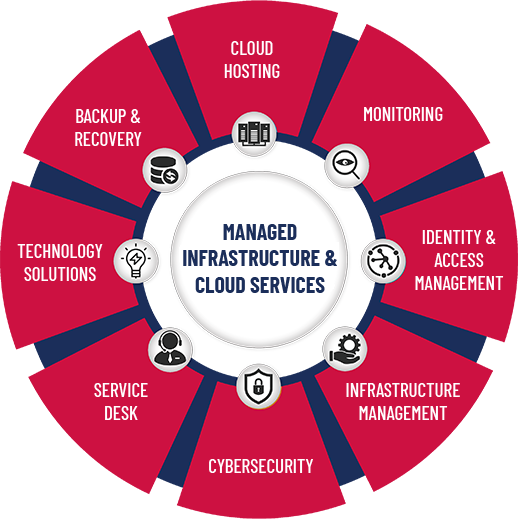 CLOUD
HOSTING
MONITORING
IDENTITY &
ACCESS
MANAGEMENT
INFRASTRUCTURE
MANAGEMENT
CYBERSECURITY
SERVICE
DESK
TECHNOLOGY
SOLUTIONS
BACKUP &
RECOVERY
MANAGED
INFRASTRUCTURE &
CLOUD SERVICES